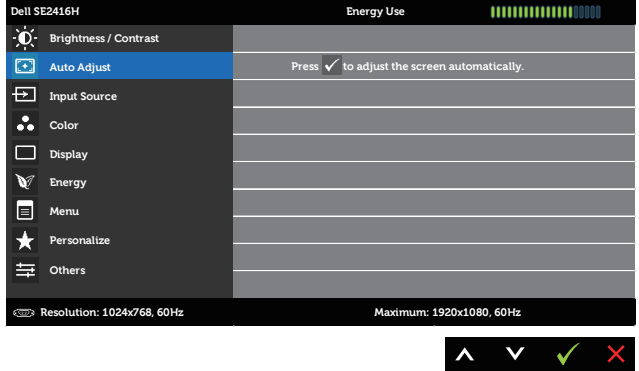 Dell SE2416H Energy Use
Brightness / Contrast
Auto Adjust Press ✓ to adjust the screen automatically.
Input Source
Color
Display
Energy
Menu
Personalize
Others
Resolution: 1024x768, 60Hz Maximum: 1920x1080, 60Hz